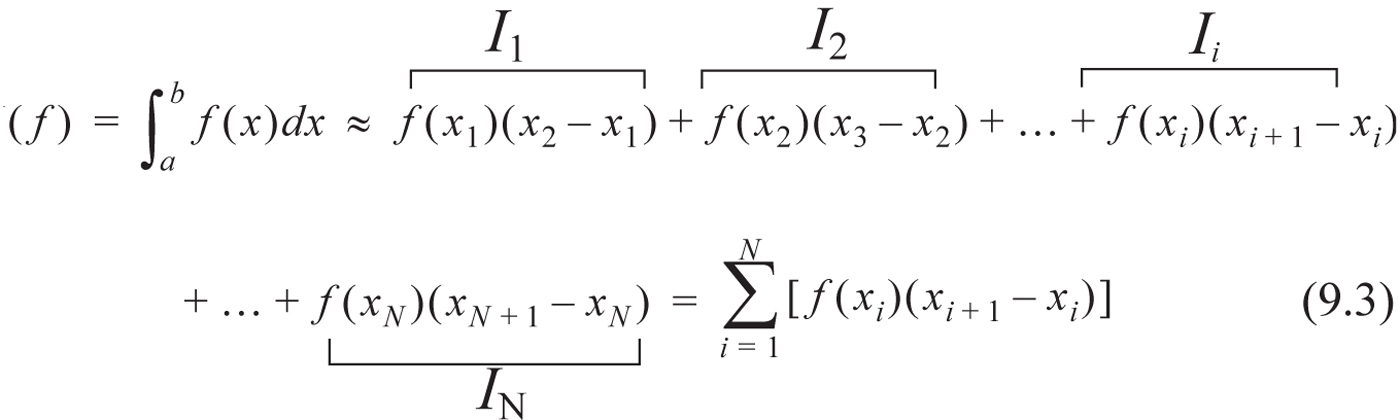 I₁ I₂ Iᵢ
(f) = ∫ₐᵇ f(x)dx ≈ f(x₁)(x₂ − x₁) + f(x₂)(x₃ − x₂) + … + f(xᵢ)(xᵢ₊₁ − xᵢ)
+ … + f(x_N)(x_{N+1} − x_N) = ∑_{i=1}^{N} [f(xᵢ)(xᵢ₊₁ − xᵢ)] (9.3)
I_N